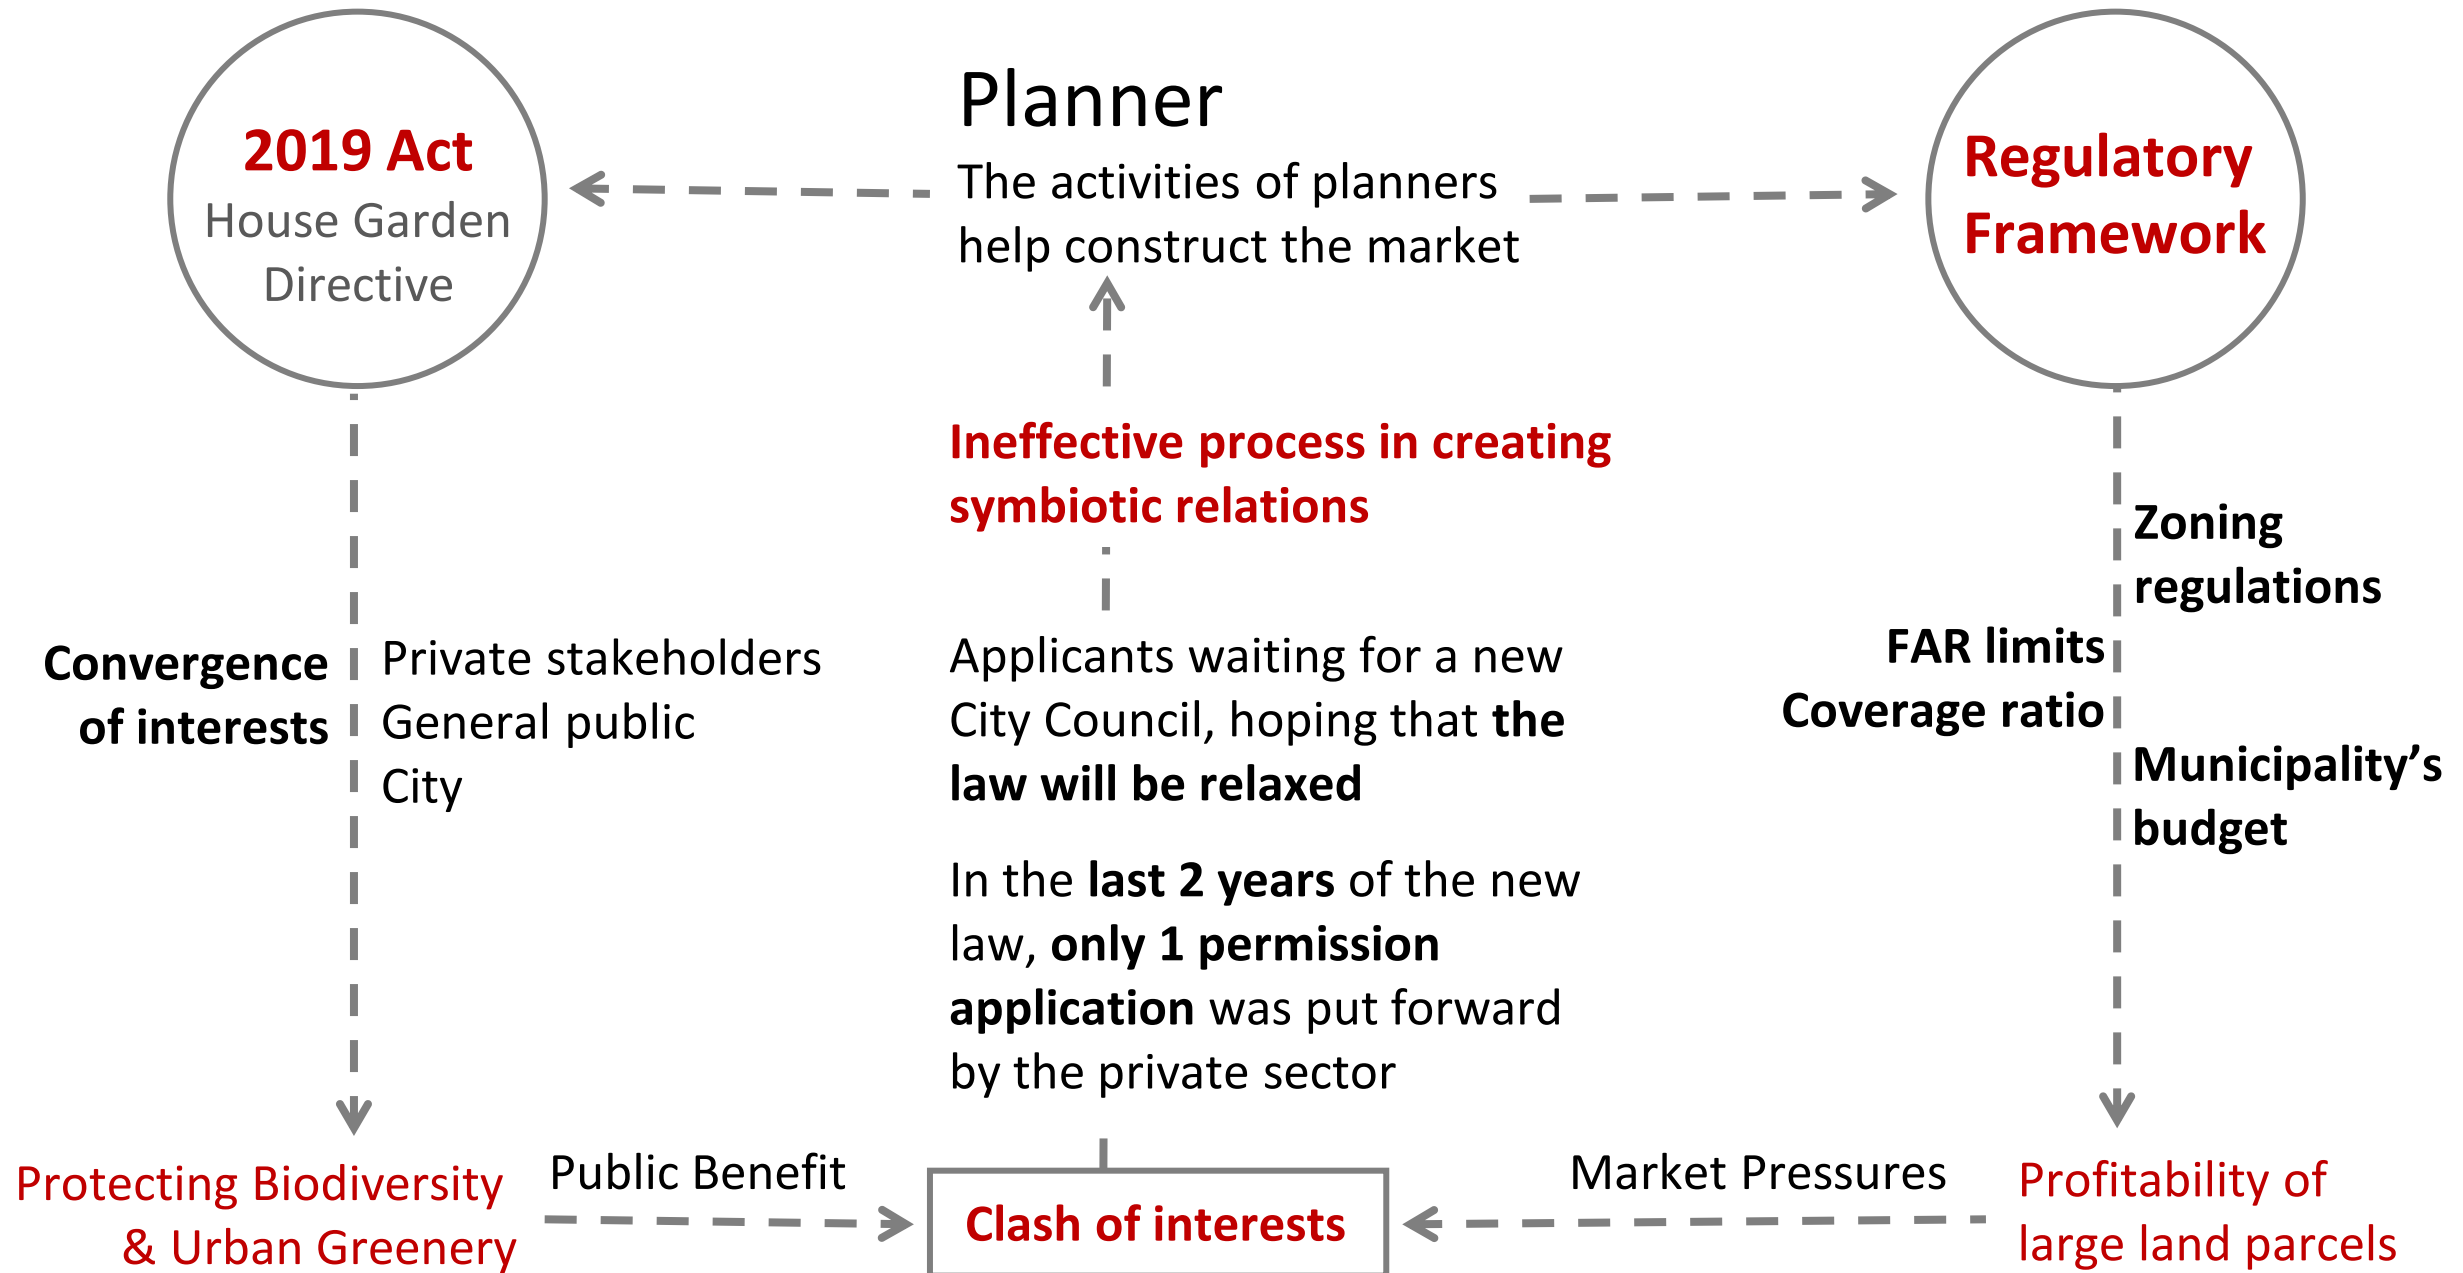 2019 Act
House Garden
Directive
Planner
The activities of planners
help construct the market
Regulatory
Framework
Ineffective process in creating
symbiotic relations
Convergence
of interests
Private stakeholders
General public
City
Applicants waiting for a new
City Council, hoping that the
law will be relaxed
In the last 2 years of the new
law, only 1 permission
application was put forward
by the private sector
Zoning
regulations
FAR limits
Coverage ratio
Municipality’s
budget
Protecting Biodiversity
& Urban Greenery
Public Benefit
Clash of interests
Market Pressures
Profitability of
large land parcels